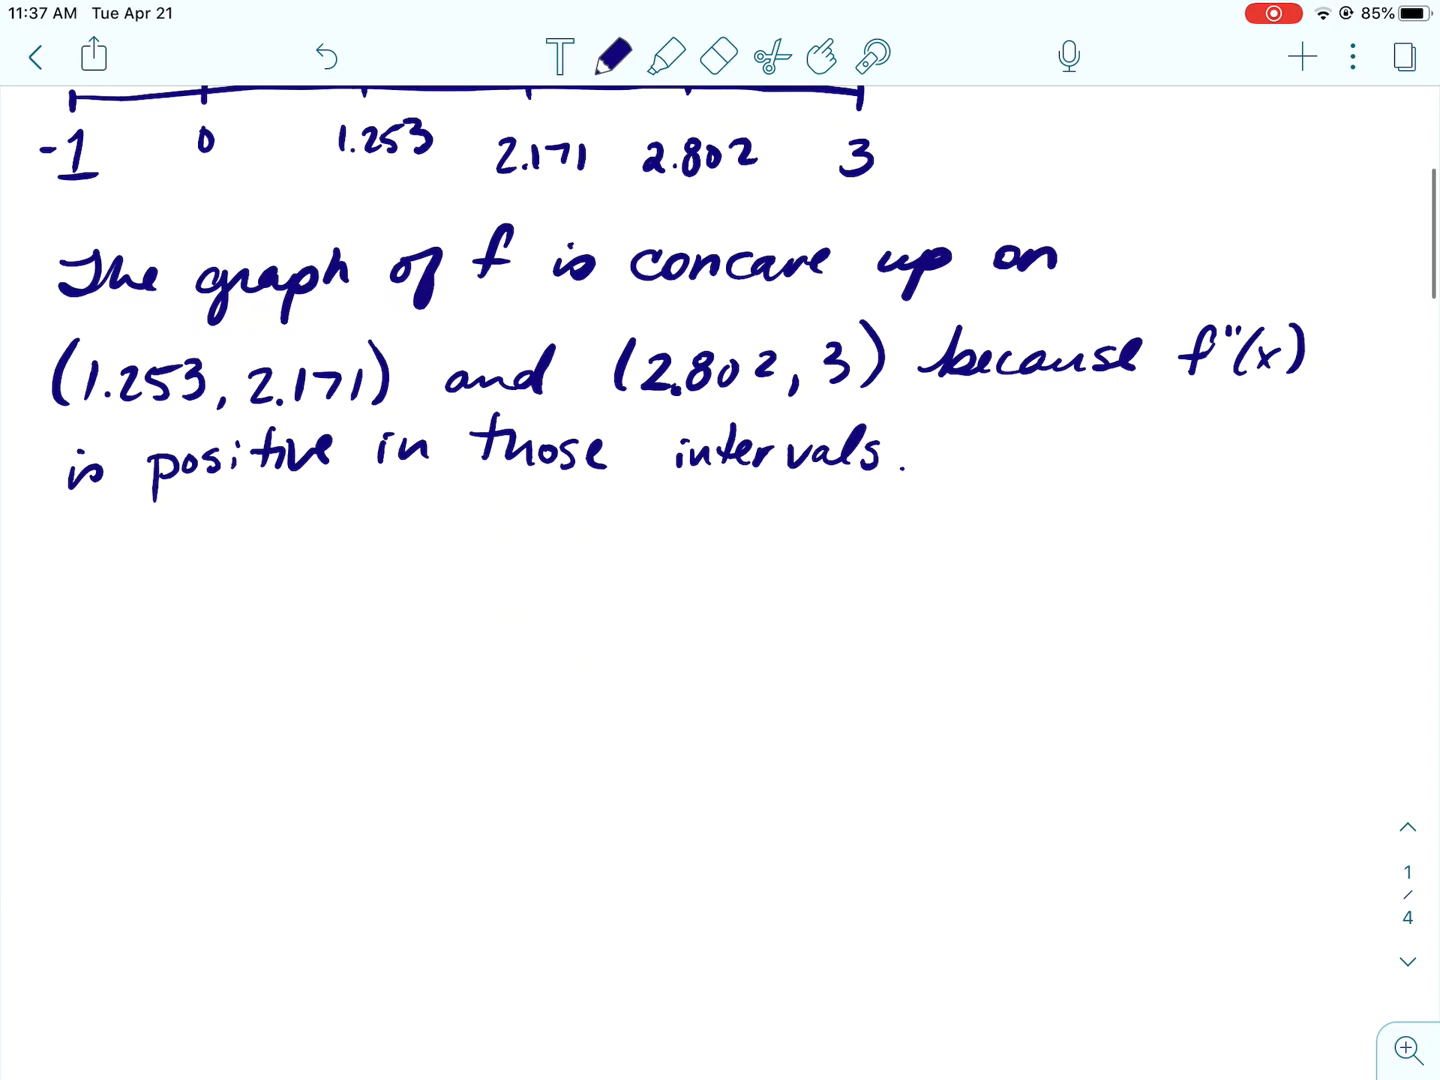 11:37 AM Tue Apr 21 85%
-1 0 1.253 2.171 2.802 3
The graph of f is concave up on
(1.253, 2.171) and (2.802, 3) because f"(x)
is positive in those intervals.
1
/
4